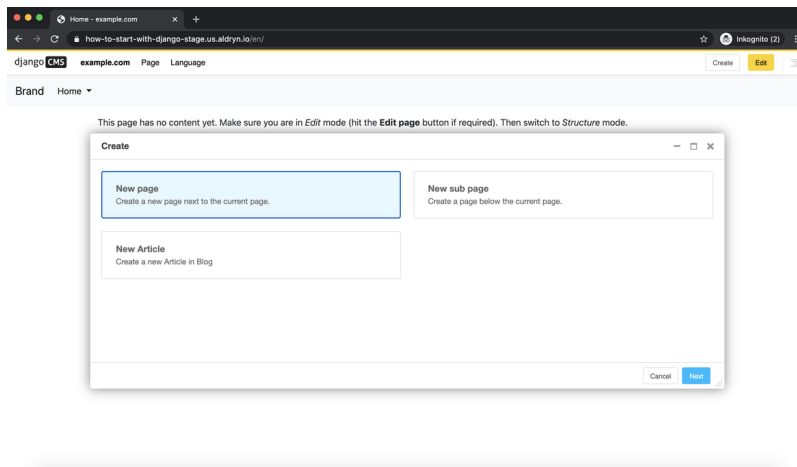 Home - example.com
how-to-start-with-django-stage.us.aldryn.io/en/
Inkognito (2)
django CMS example.com Page Language Create Edit
Brand Home
This page has no content yet. Make sure you are in Edit mode (hit the Edit page button if required). Then switch to Structure mode.
Create
New page
Create a new page next to the current page.
New sub page
Create a page below the current page.
New Article
Create a new Article in Blog
Cancel Next